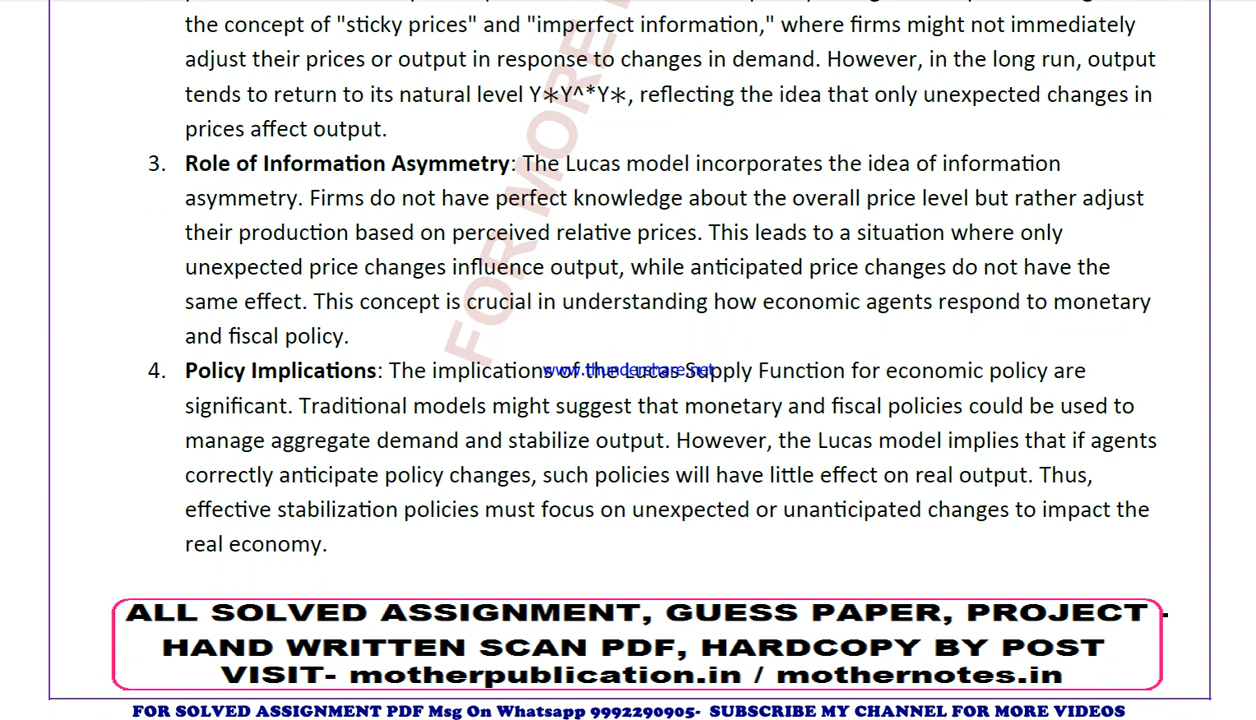 the concept of "sticky prices" and "imperfect information," where firms might not immediately
adjust their prices or output in response to changes in demand. However, in the long run, output
tends to return to its natural level Y∗Y^*Y∗, reflecting the idea that only unexpected changes in
prices affect output.
3. Role of Information Asymmetry: The Lucas model incorporates the idea of information
asymmetry. Firms do not have perfect knowledge about the overall price level but rather adjust
their production based on perceived relative prices. This leads to a situation where only
unexpected price changes influence output, while anticipated price changes do not have the
same effect. This concept is crucial in understanding how economic agents respond to monetary
and fiscal policy.
4. Policy Implications: The implications of the Lucas Supply Function for economic policy are
www.thundershare.net
significant. Traditional models might suggest that monetary and fiscal policies could be used to
manage aggregate demand and stabilize output. However, the Lucas model implies that if agents
correctly anticipate policy changes, such policies will have little effect on real output. Thus,
effective stabilization policies must focus on unexpected or unanticipated changes to impact the
real economy.
FOR MORE
ALL SOLVED ASSIGNMENT, GUESS PAPER, PROJECT -
HAND WRITTEN SCAN PDF, HARDCOPY BY POST
VISIT- motherpublication.in / mothernotes.in
FOR SOLVED ASSIGNMENT PDF Msg On Whatsapp 9992290905- SUBSCRIBE MY CHANNEL FOR MORE VIDEOS